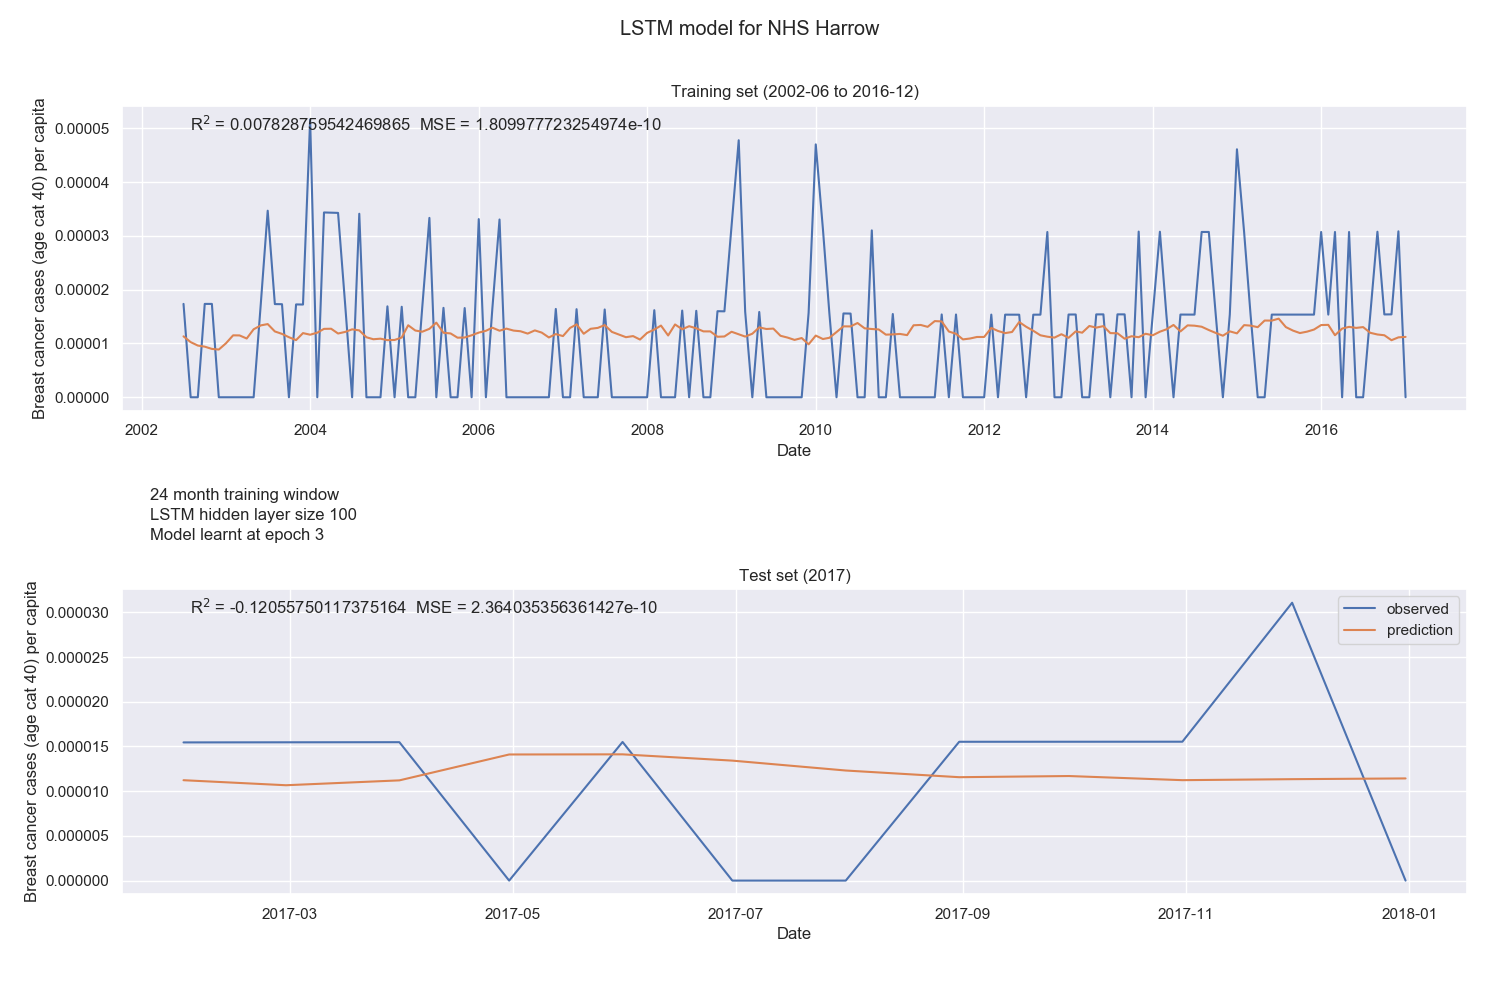 LSTM model for NHS Harrow
Training set (2002-06 to 2016-12)
R² = 0.007828759542469865 MSE = 1.809977723254974e-10
Breast cancer cases (age cat 40) per capita
0.00005
0.00004
0.00003
0.00002
0.00001
0.00000
2002 2004 2006 2008 2010 2012 2014 2016
Date
24 month training window
LSTM hidden layer size 100
Model learnt at epoch 3
Test set (2017)
R² = -0.12055750117375164 MSE = 2.364035356361427e-10
observed
prediction
Breast cancer cases (age cat 40) per capita
0.000030
0.000025
0.000020
0.000015
0.000010
0.000005
0.000000
2017-03 2017-05 2017-07 2017-09 2017-11 2018-01
Date